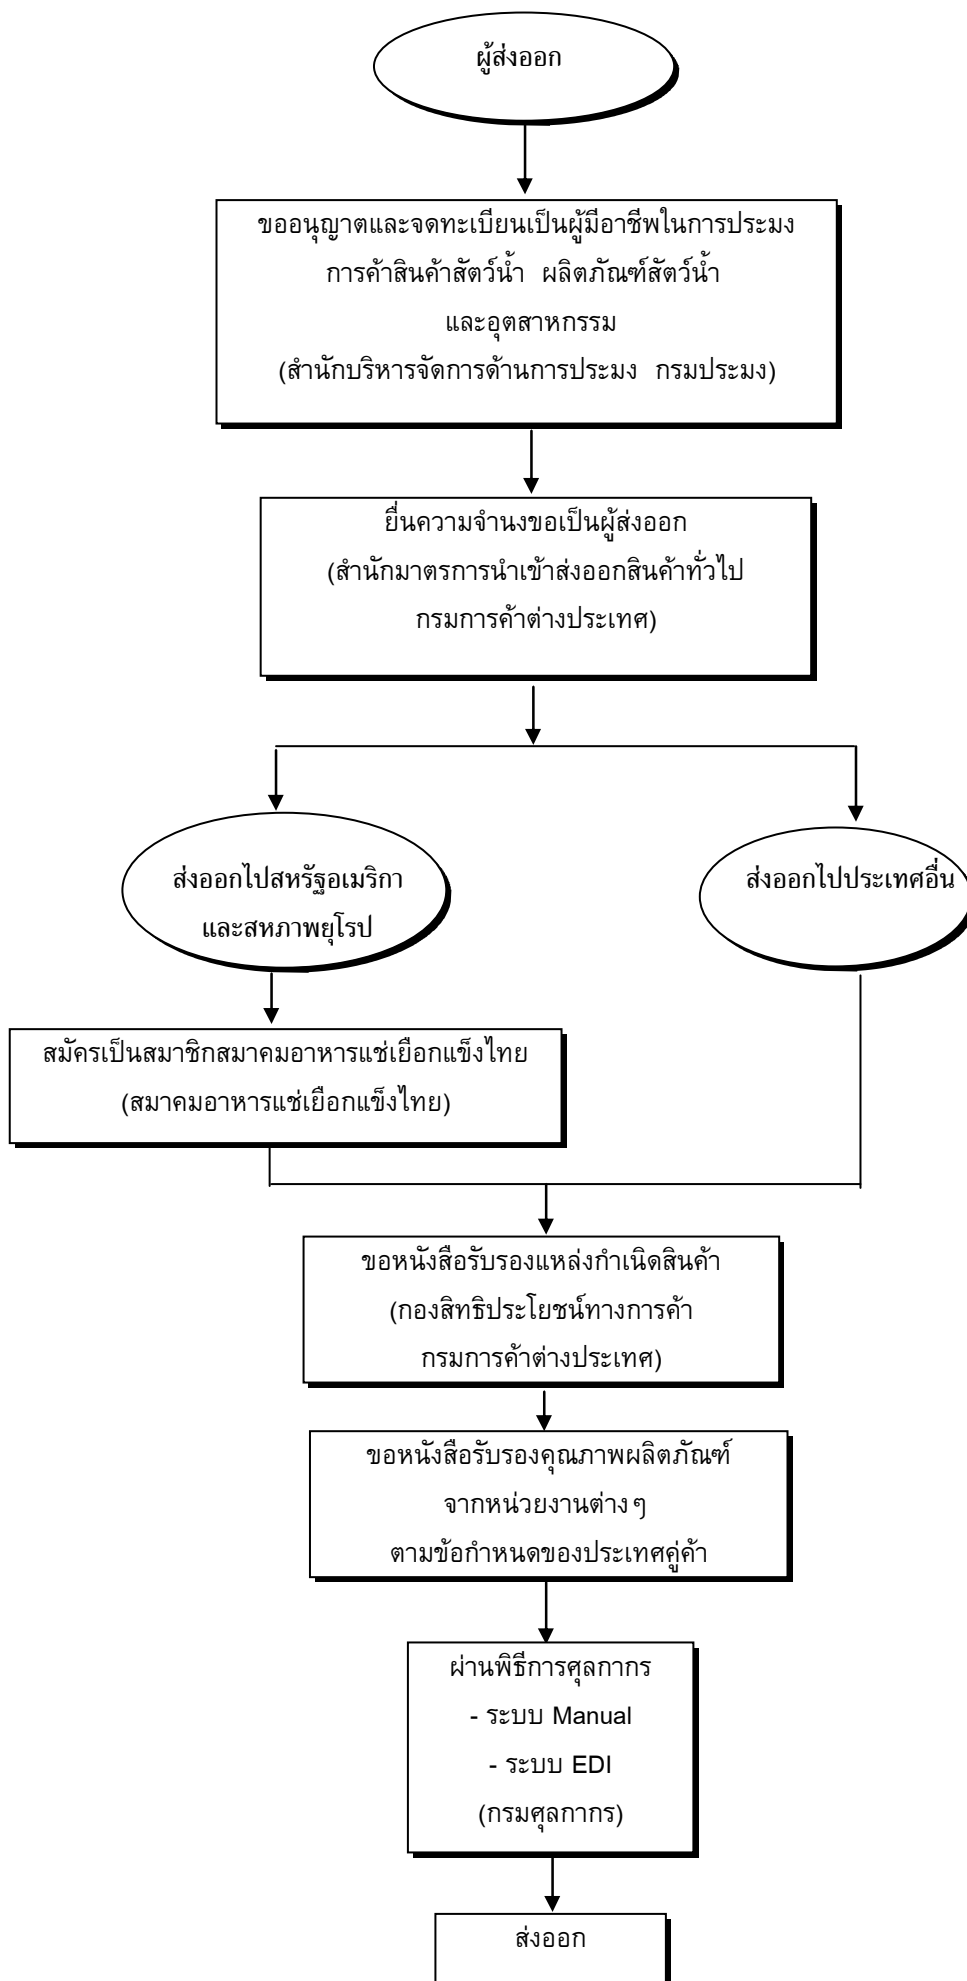 ผู้ส่งออก
ขออนุญาตและจดทะเบียนเป็นผู้มีอาชีพในการประมง
การค้าสินค้าสัตว์น้ำ ผลิตภัณฑ์สัตว์น้ำ
และอุตสาหกรรม
(สำนักบริหารจัดการด้านการประมง กรมประมง)
ยื่นความจำนงขอเป็นผู้ส่งออก
(สำนักมาตรการนำเข้าส่งออกสินค้าทั่วไป
กรมการค้าต่างประเทศ)
ส่งออกไปสหรัฐอเมริกา
และสหภาพยุโรป
ส่งออกไปประเทศอื่น
สมัครเป็นสมาชิกสมาคมอาหารแช่เยือกแข็งไทย
(สมาคมอาหารแช่เยือกแข็งไทย)
ขอหนังสือรับรองแหล่งกำเนิดสินค้า
(กองสิทธิประโยชน์ทางการค้า
กรมการค้าต่างประเทศ)
ขอหนังสือรับรองคุณภาพผลิตภัณฑ์
จากหน่วยงานต่างๆ
ตามข้อกำหนดของประเทศคู่ค้า
ผ่านพิธีการศุลกากร
- ระบบ Manual
- ระบบ EDI
(กรมศุลกากร)
ส่งออก